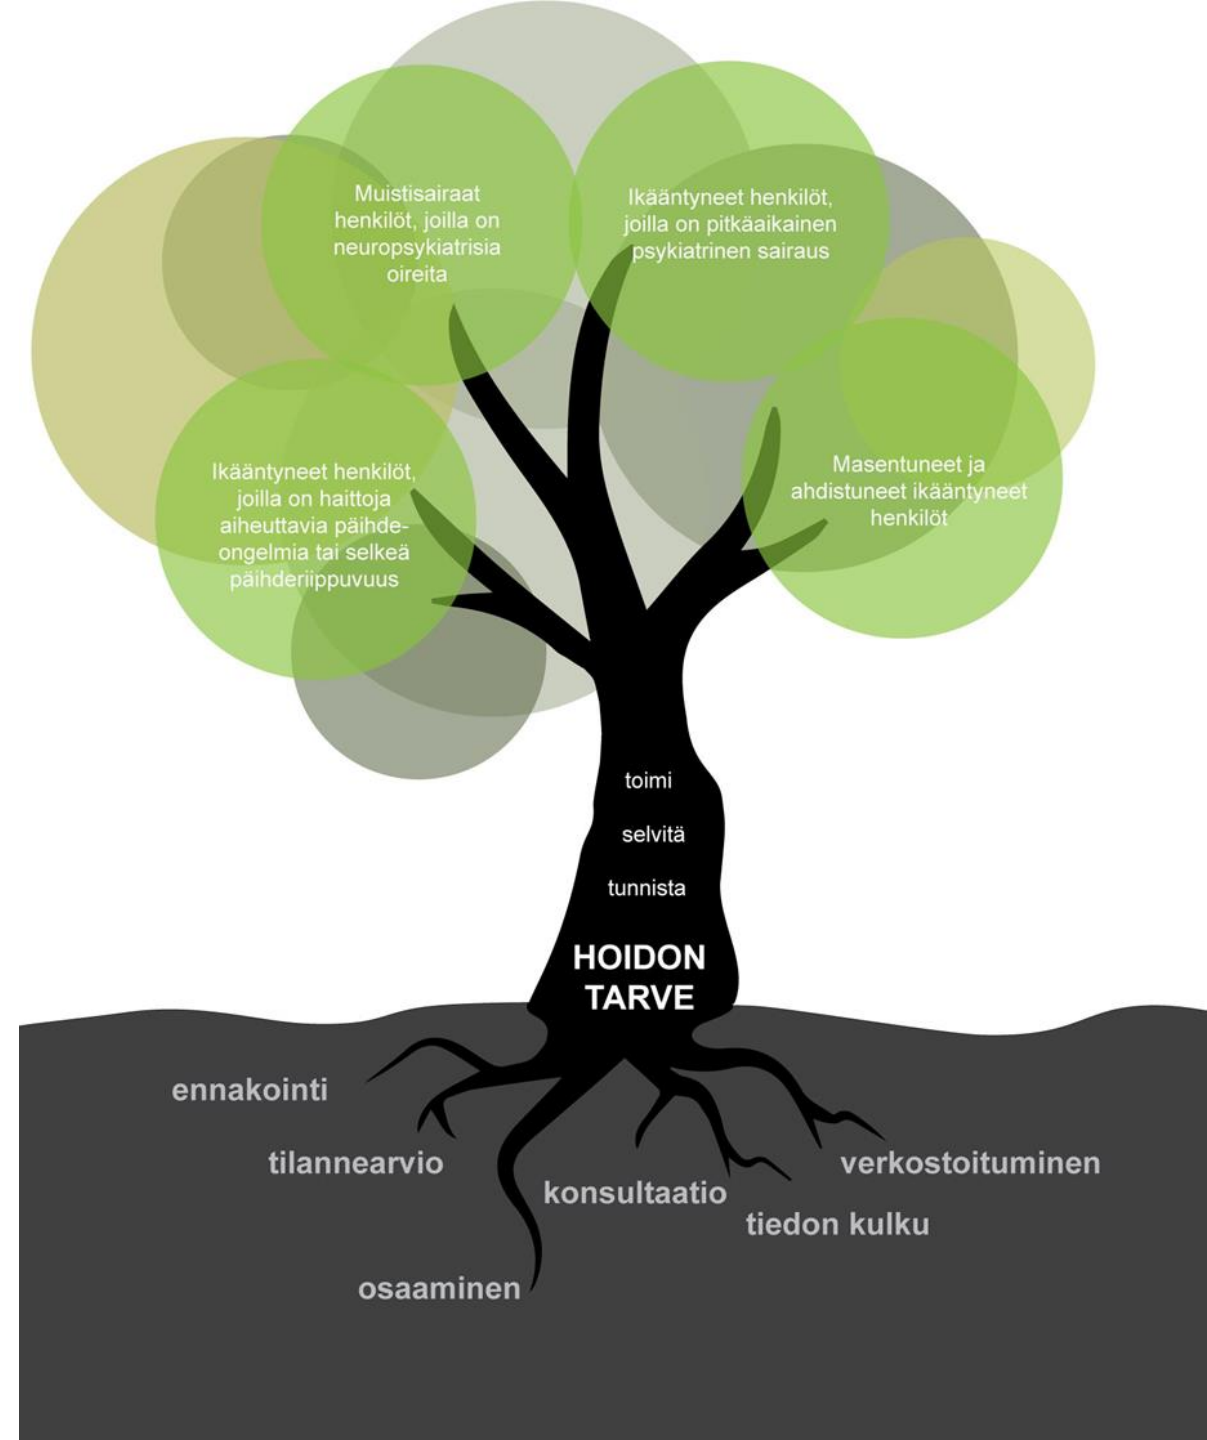 Muistisairaat
henkilöt, joilla on
neuropsykiatrisia
oireita
Ikääntyneet henkilöt,
joilla on pitkäaikainen
psykiatrinen sairaus
Ikääntyneet henkilöt,
joilla on haittoja
aiheuttavia päihde-
ongelmia tai selkeä
päihderiippuvuus
Masentuneet ja
ahdistuneet ikääntyneet
henkilöt
toimi
selvitä
tunnista
HOIDON
TARVE
ennakointi
tilannearvio
verkostoituminen
konsultaatio
tiedon kulku
osaaminen